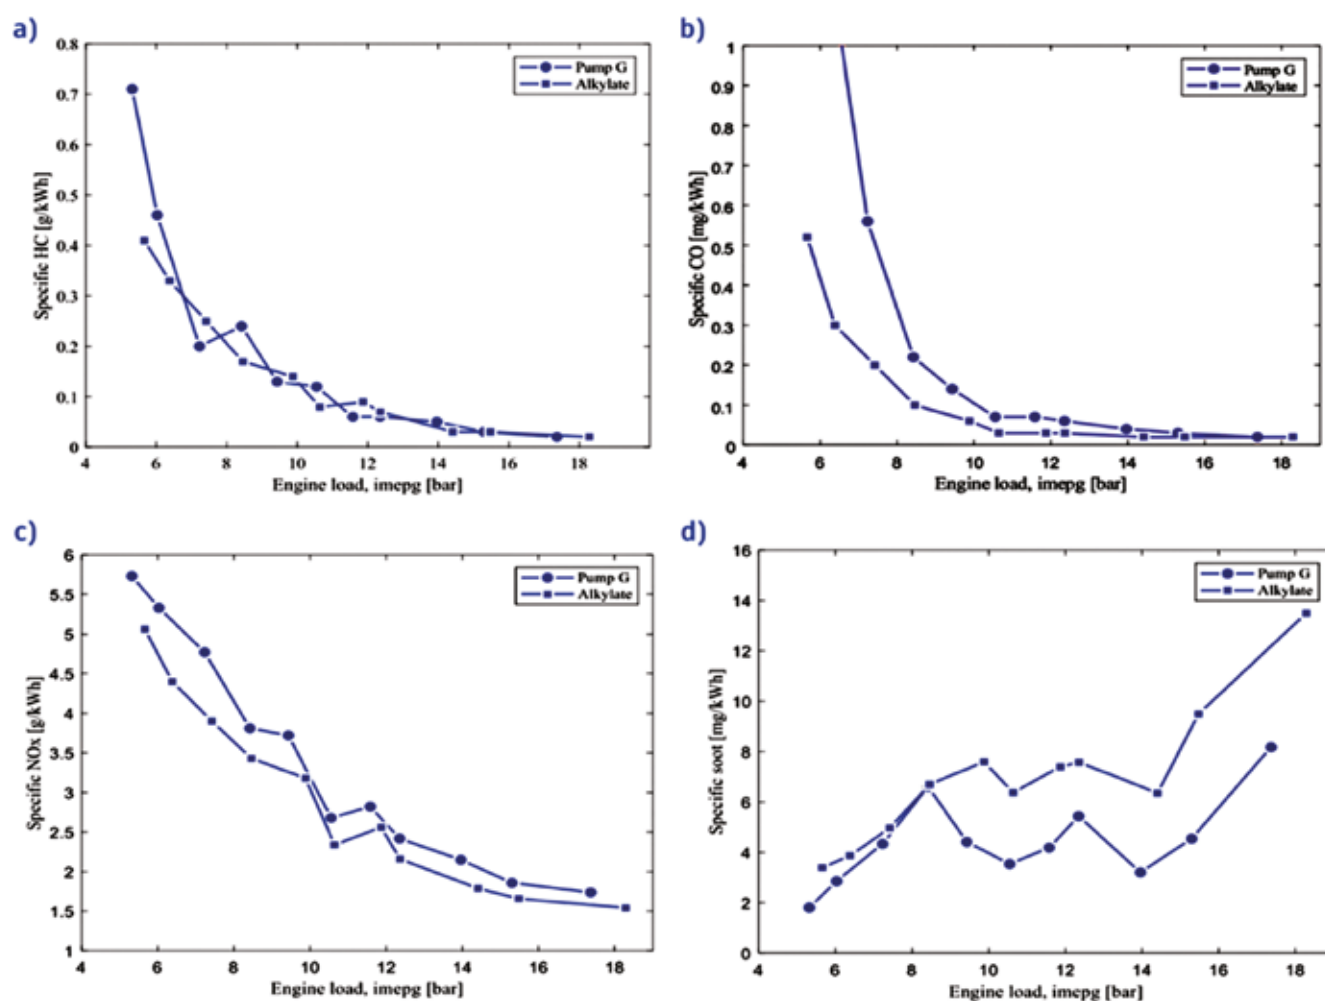 a)
0.8
0.7
0.6
0.5
0.4
0.3
0.2
0.1
0
4 6 8 10 12 14 16 18
Specific HC [g/kWh]
Engine load, imepg [bar]
Pump G
Alkylate
b)
1
0.9
0.8
0.7
0.6
0.5
0.4
0.3
0.2
0.1
0
4 6 8 10 12 14 16 18
Specific CO [mg/kWh]
Engine load, imepg [bar]
Pump G
Alkylate
c)
6
5.5
5
4.5
4
3.5
3
2.5
2
1.5
1
4 6 8 10 12 14 16 18
Specific NOx [g/kWh]
Engine load, imepg [bar]
Pump G
Alkylate
d)
16
14
12
10
8
6
4
2
0
4 6 8 10 12 14 16 18
Specific soot [mg/kWh]
Engine load, imepg [bar]
Pump G
Alkylate